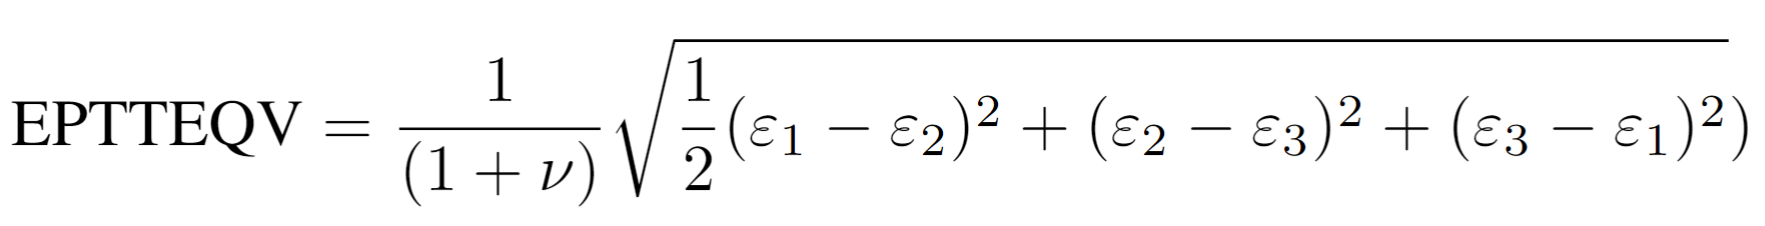 EPTTEQV = \frac{1}{(1 + \nu)} \sqrt{\frac{1}{2}(\varepsilon_1 - \varepsilon_2)^2 + (\varepsilon_2 - \varepsilon_3)^2 + (\varepsilon_3 - \varepsilon_1)^2})